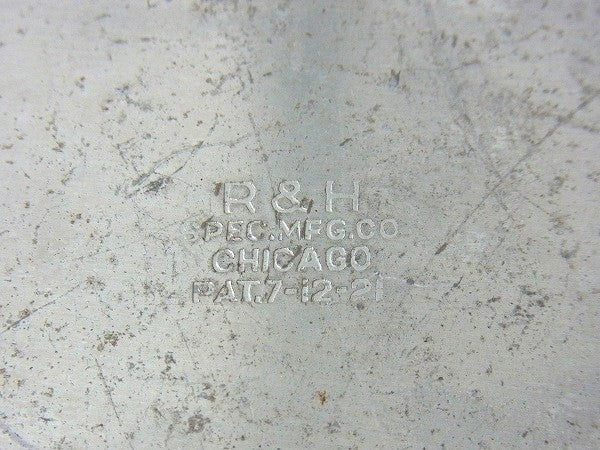 R & H
SPEC. MFG. CO
CHICAGO
PAT. 7-12-21